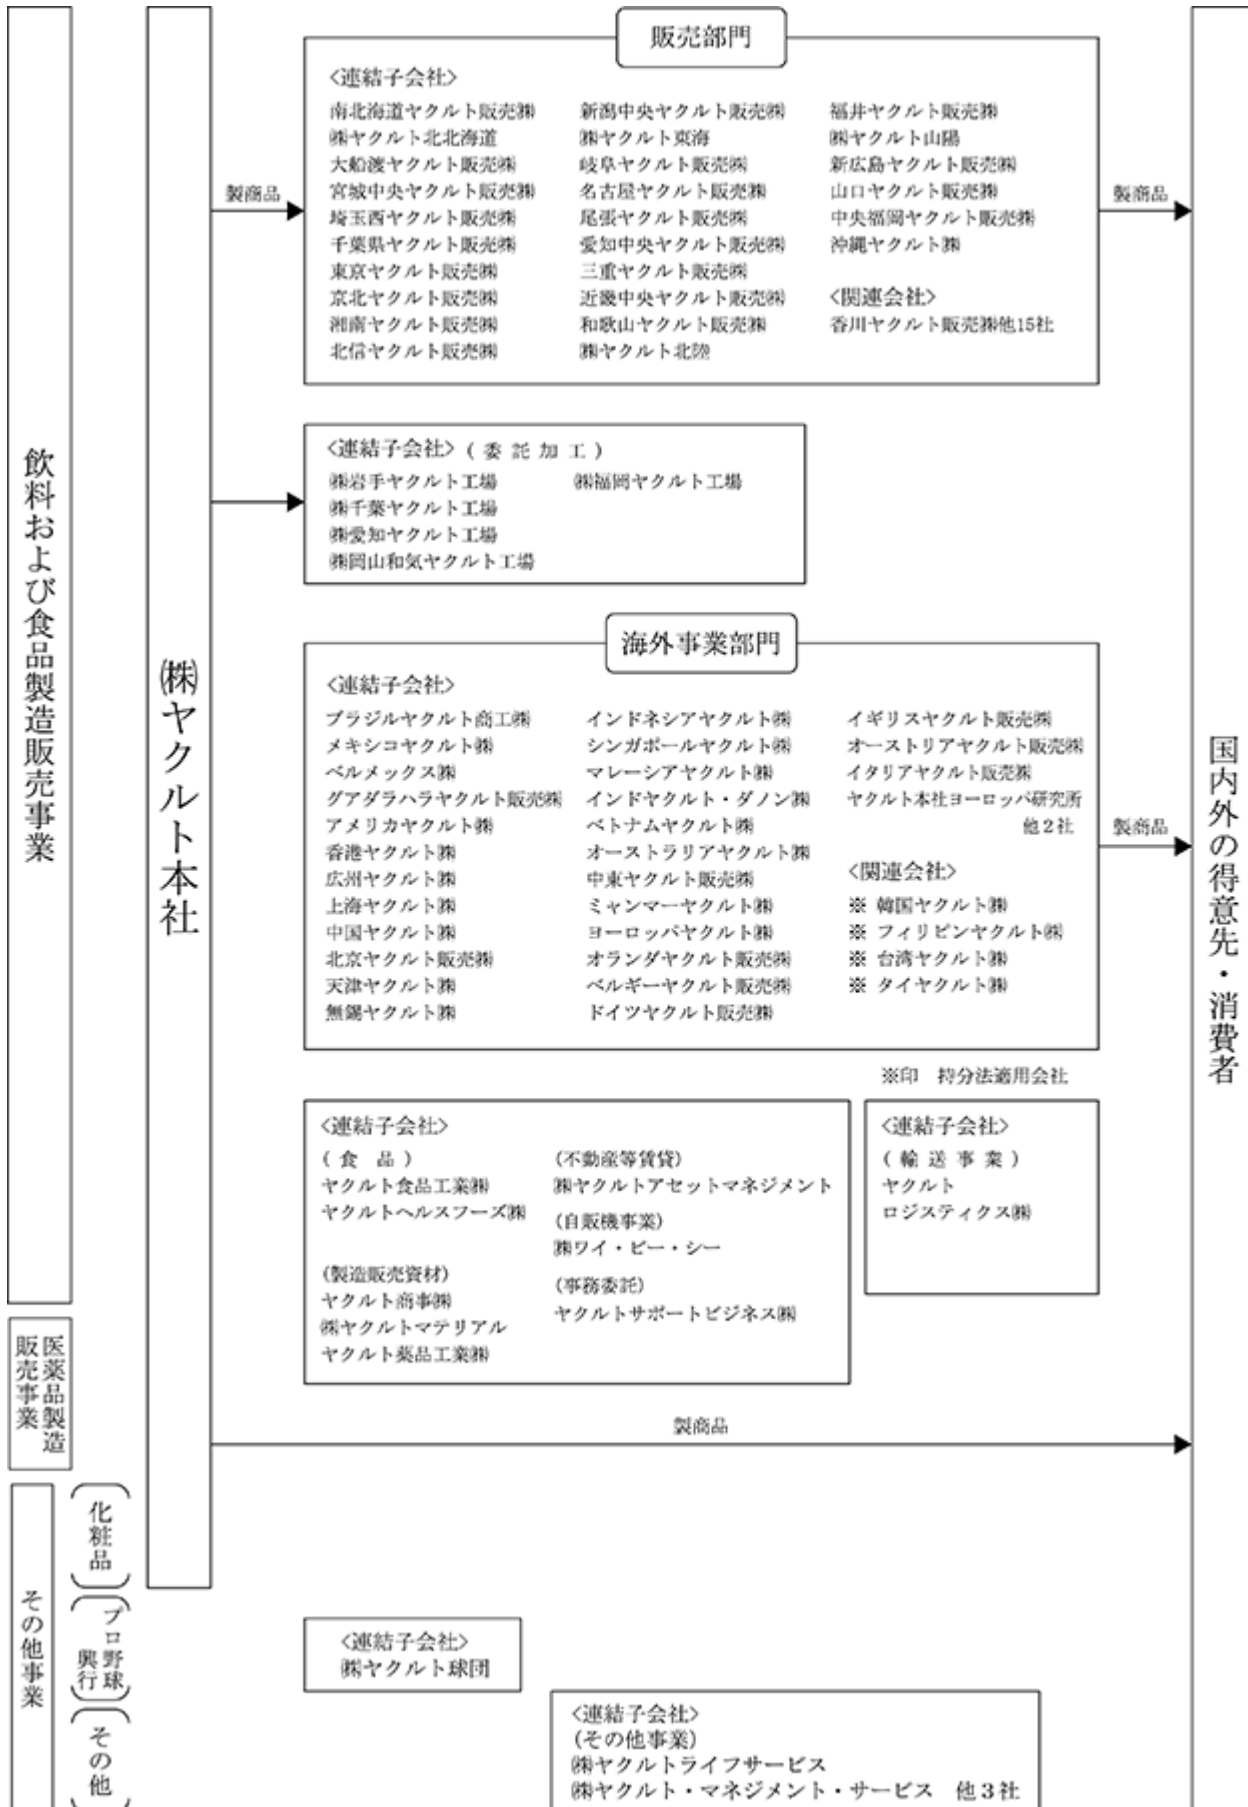 飲料および食品製造販売事業
医薬品製造
販売事業
その他事業
化粧品
プロ野球
興行
その他
㈱ヤクルト本社
製商品
販売部門
〈連結子会社〉
南北海道ヤクルト販売㈱
㈱ヤクルト北北海道
大船渡ヤクルト販売㈱
宮城中央ヤクルト販売㈱
埼玉西ヤクルト販売㈱
千葉県ヤクルト販売㈱
東京ヤクルト販売㈱
京北ヤクルト販売㈱
湘南ヤクルト販売㈱
北信ヤクルト販売㈱
新潟中央ヤクルト販売㈱
㈱ヤクルト東海
岐阜ヤクルト販売㈱
名古屋ヤクルト販売㈱
尾張ヤクルト販売㈱
愛知中央ヤクルト販売㈱
三重ヤクルト販売㈱
近畿中央ヤクルト販売㈱
和歌山ヤクルト販売㈱
㈱ヤクルト北陸
福井ヤクルト販売㈱
㈱ヤクルト山陽
新広島ヤクルト販売㈱
山口ヤクルト販売㈱
中央福岡ヤクルト販売㈱
沖縄ヤクルト㈱
〈関連会社〉
香川ヤクルト販売㈱他15社
製商品
〈連結子会社〉(委託加工)
㈱岩手ヤクルト工場
㈱千葉ヤクルト工場
㈱愛知ヤクルト工場
㈱岡山和気ヤクルト工場
㈱福岡ヤクルト工場
海外事業部門
〈連結子会社〉
ブラジルヤクルト商工㈱
メキシコヤクルト㈱
ベルメックス㈱
グアダラハラヤクルト販売㈱
アメリカヤクルト㈱
香港ヤクルト㈱
広州ヤクルト㈱
上海ヤクルト㈱
中国ヤクルト㈱
北京ヤクルト販売㈱
天津ヤクルト㈱
無錫ヤクルト㈱
インドネシアヤクルト㈱
シンガポールヤクルト㈱
マレーシアヤクルト㈱
インドヤクルト・ダノン㈱
ベトナムヤクルト㈱
オーストラリアヤクルト㈱
中東ヤクルト販売㈱
ミャンマーヤクルト㈱
ヨーロッパヤクルト㈱
オランダヤクルト販売㈱
ベルギーヤクルト販売㈱
ドイツヤクルト販売㈱
イギリスヤクルト販売㈱
オーストリアヤクルト販売㈱
イタリアヤクルト販売㈱
ヤクルト本社ヨーロッパ研究所
他2社
〈関連会社〉
※ 韓国ヤクルト㈱
※ フィリピンヤクルト㈱
※ 台湾ヤクルト㈱
※ タイヤクルト㈱
製商品
※印 持分法適用会社
〈連結子会社〉
(食 品)
ヤクルト食品工業㈱
ヤクルトヘルスフーズ㈱
(製造販売資材)
ヤクルト商事㈱
㈱ヤクルトマテリアル
ヤクルト薬品工業㈱
(不動産等賃貸)
㈱ヤクルトアセットマネジメント
(自販機事業)
㈱ワイ・ピー・シー
(事務委託)
ヤクルトサポートビジネス㈱
〈連結子会社〉
(輸送事業)
ヤクルト
ロジスティクス㈱
製商品
〈連結子会社〉
㈱ヤクルト球団
〈連結子会社〉
(その他事業)
㈱ヤクルトライフサービス
㈱ヤクルト・マネジメント・サービス 他3社
国内外の得意先・消費者